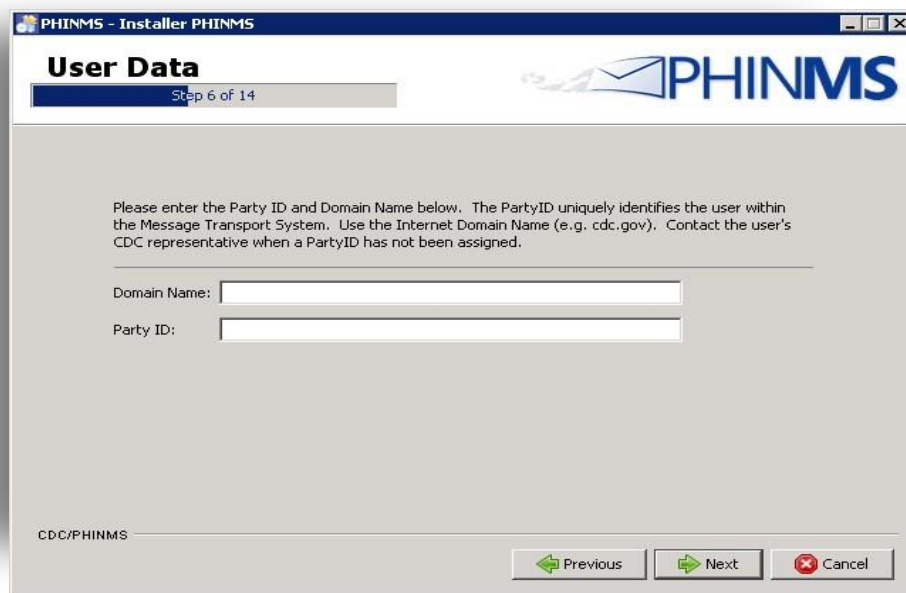 PHINMS - Installer PHINMS
User Data
Step 6 of 14
PHINMS
Please enter the Party ID and Domain Name below. The PartyID uniquely identifies the user within
the Message Transport System. Use the Internet Domain Name (e.g. cdc.gov). Contact the user's
CDC representative when a PartyID has not been assigned.
Domain Name:
Party ID:
CDC/PHINMS
Previous
Next
Cancel